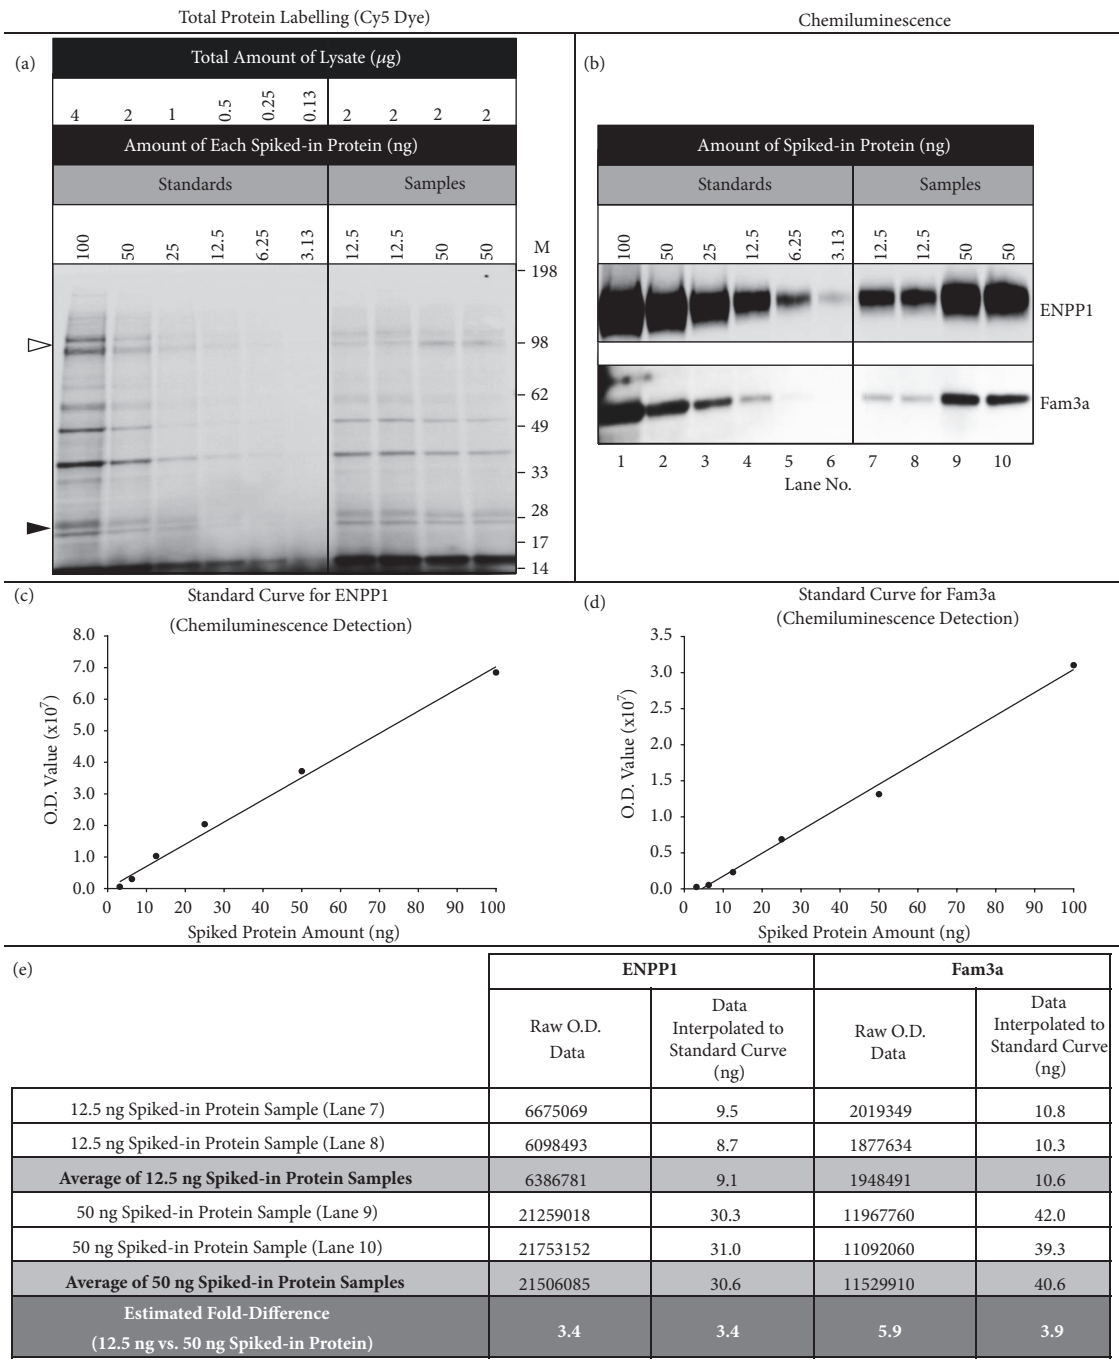 Total Protein Labelling (Cy5 Dye)
Chemiluminescence
(a)
Total Amount of Lysate (μg)
4 2 1 0.5 0.25 0.13 2 2 2 2
Amount of Each Spiked-in Protein (ng)
Standards Samples
100 50 25 12.5 6.25 3.13 12.5 12.5 50 50 M
198
98
62
49
33
28
17
14
(b)
Amount of Spiked-in Protein (ng)
Standards Samples
100 50 25 12.5 6.25 3.13 12.5 12.5 50 50
ENPP1
Fam3a
1 2 3 4 5 6 7 8 9 10
Lane No.
(c)
Standard Curve for ENPP1
(Chemiluminescence Detection)
8.0
7.0
6.0
5.0
4.0
3.0
2.0
1.0
0.0
O.D. Value (x10⁷)
0 10 20 30 40 50 60 70 80 90 100
Spiked Protein Amount (ng)
(d)
Standard Curve for Fam3a
(Chemiluminescence Detection)
3.5
3.0
2.5
2.0
1.5
1.0
0.5
0.0
O.D. Value (x10⁷)
0 10 20 30 40 50 60 70 80 90 100
Spiked Protein Amount (ng)
(e)
ENPP1 Fam3a
Raw O.D.
Data
Data
Interpolated to
Standard Curve
(ng)
Raw O.D.
Data
Data
Interpolated to
Standard Curve
(ng)
12.5 ng Spiked-in Protein Sample (Lane 7) 6675069 9.5 2019349 10.8
12.5 ng Spiked-in Protein Sample (Lane 8) 6098493 8.7 1877634 10.3
Average of 12.5 ng Spiked-in Protein Samples 6386781 9.1 1948491 10.6
50 ng Spiked-in Protein Sample (Lane 9) 21259018 30.3 11967760 42.0
50 ng Spiked-in Protein Sample (Lane 10) 21753152 31.0 11092060 39.3
Average of 50 ng Spiked-in Protein Samples 21506085 30.6 11529910 40.6
Estimated Fold-Difference
(12.5 ng vs. 50 ng Spiked-in Protein) 3.4 3.4 5.9 3.9